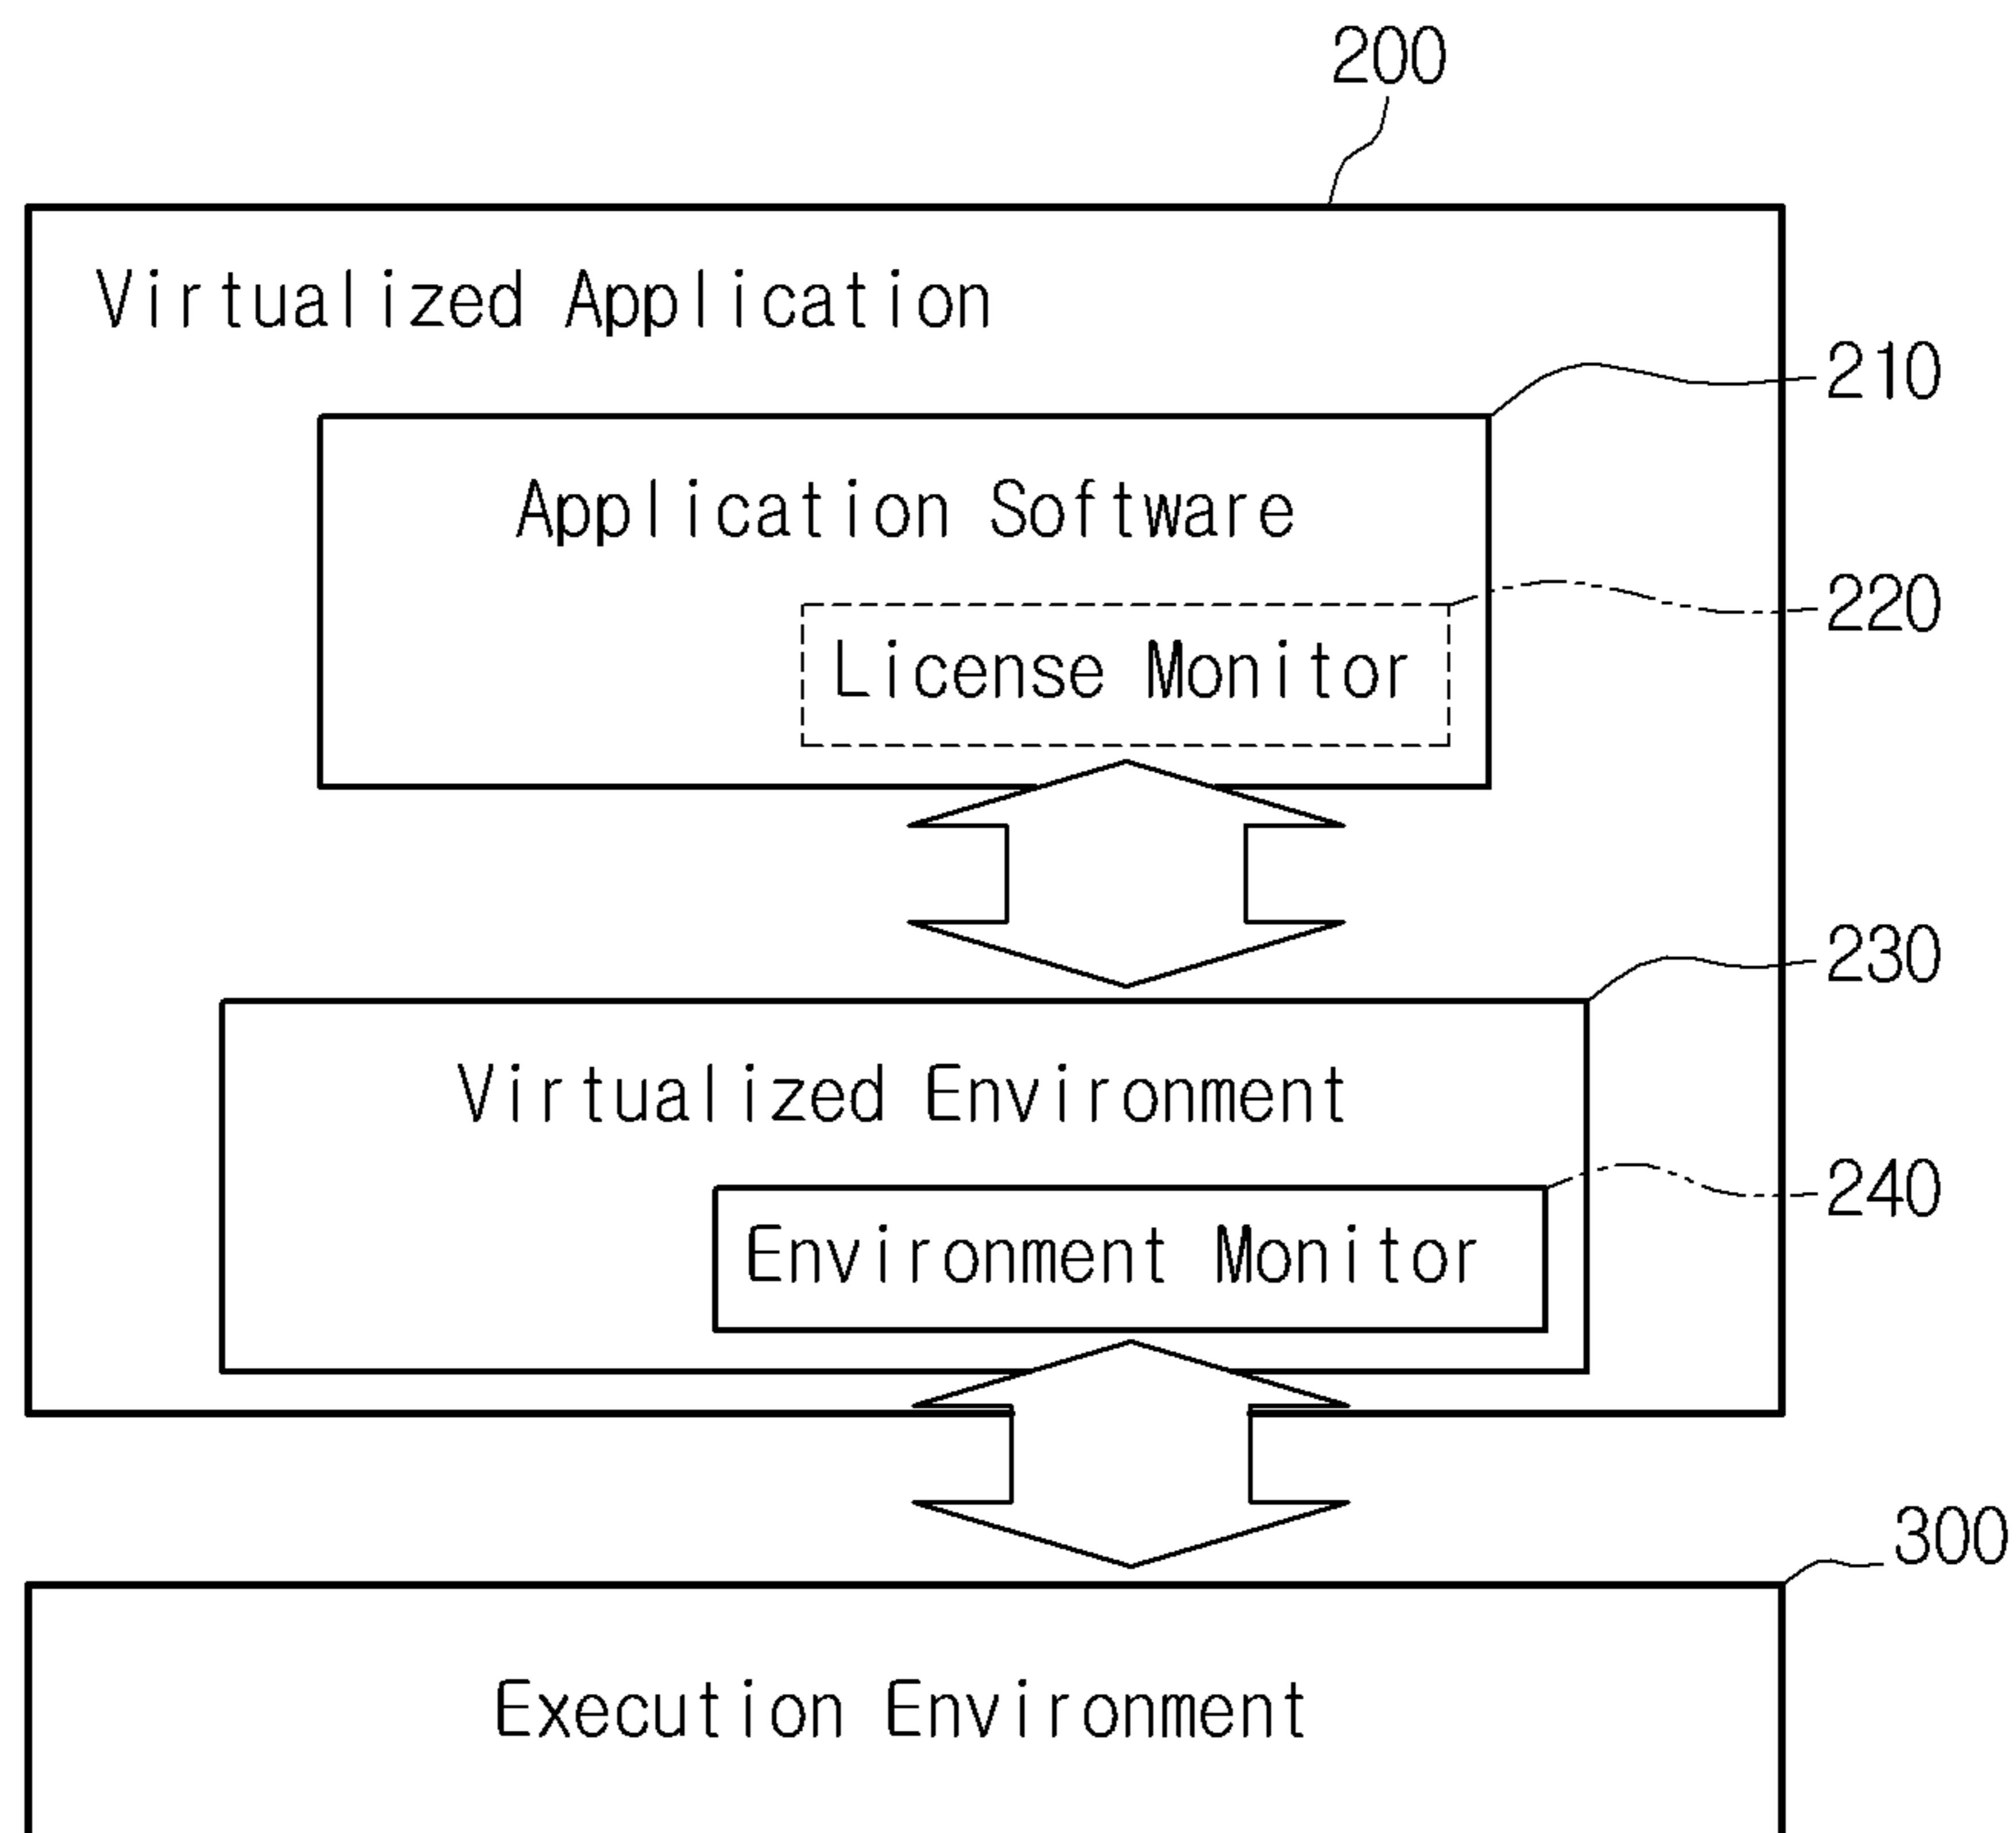 200
Virtualized Application
210
Application Software
220
License Monitor
230
Virtualized Environment
240
Environment Monitor
300
Execution Environment